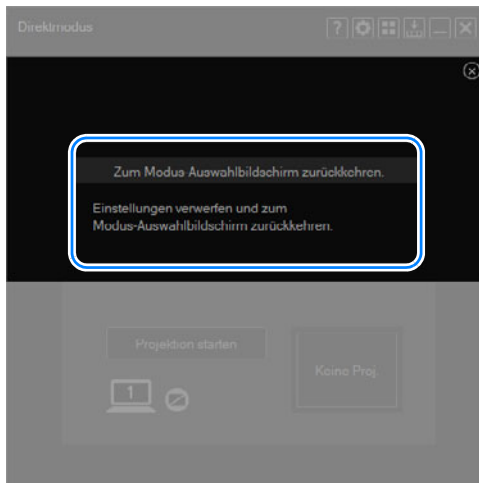 Direktmodus
Zum Modus-Auswahlbildschirm zurückkehren.
Einstellungen verwerfen und zum
Modus-Auswahlbildschirm zurückkehren.
Projektion starten
Keine Proj.
1